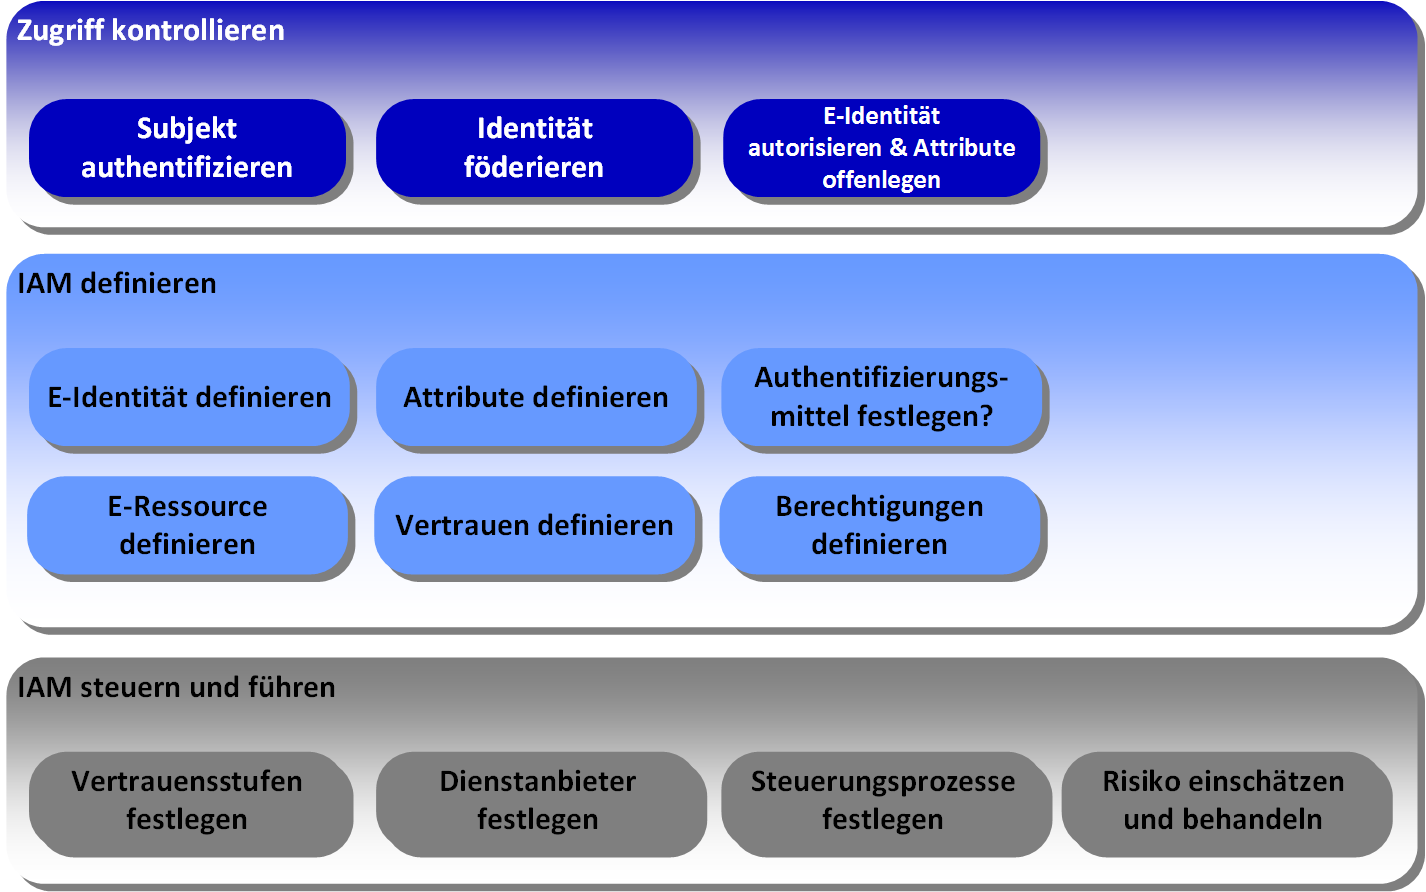 Zugriff kontrollieren
Subjekt
authentifizieren
Identität
föderieren
E-Identität
autorisieren & Attribute
offenlegen
IAM definieren
E-Identität definieren
Attribute definieren
Authentifizierungs-
mittel festlegen?
E-Ressource
definieren
Vertrauen definieren
Berechtigungen
definieren
IAM steuern und führen
Vertrauensstufen
festlegen
Dienstanbieter
festlegen
Steuerungsprozesse
festlegen
Risiko einschätzen
und behandeln